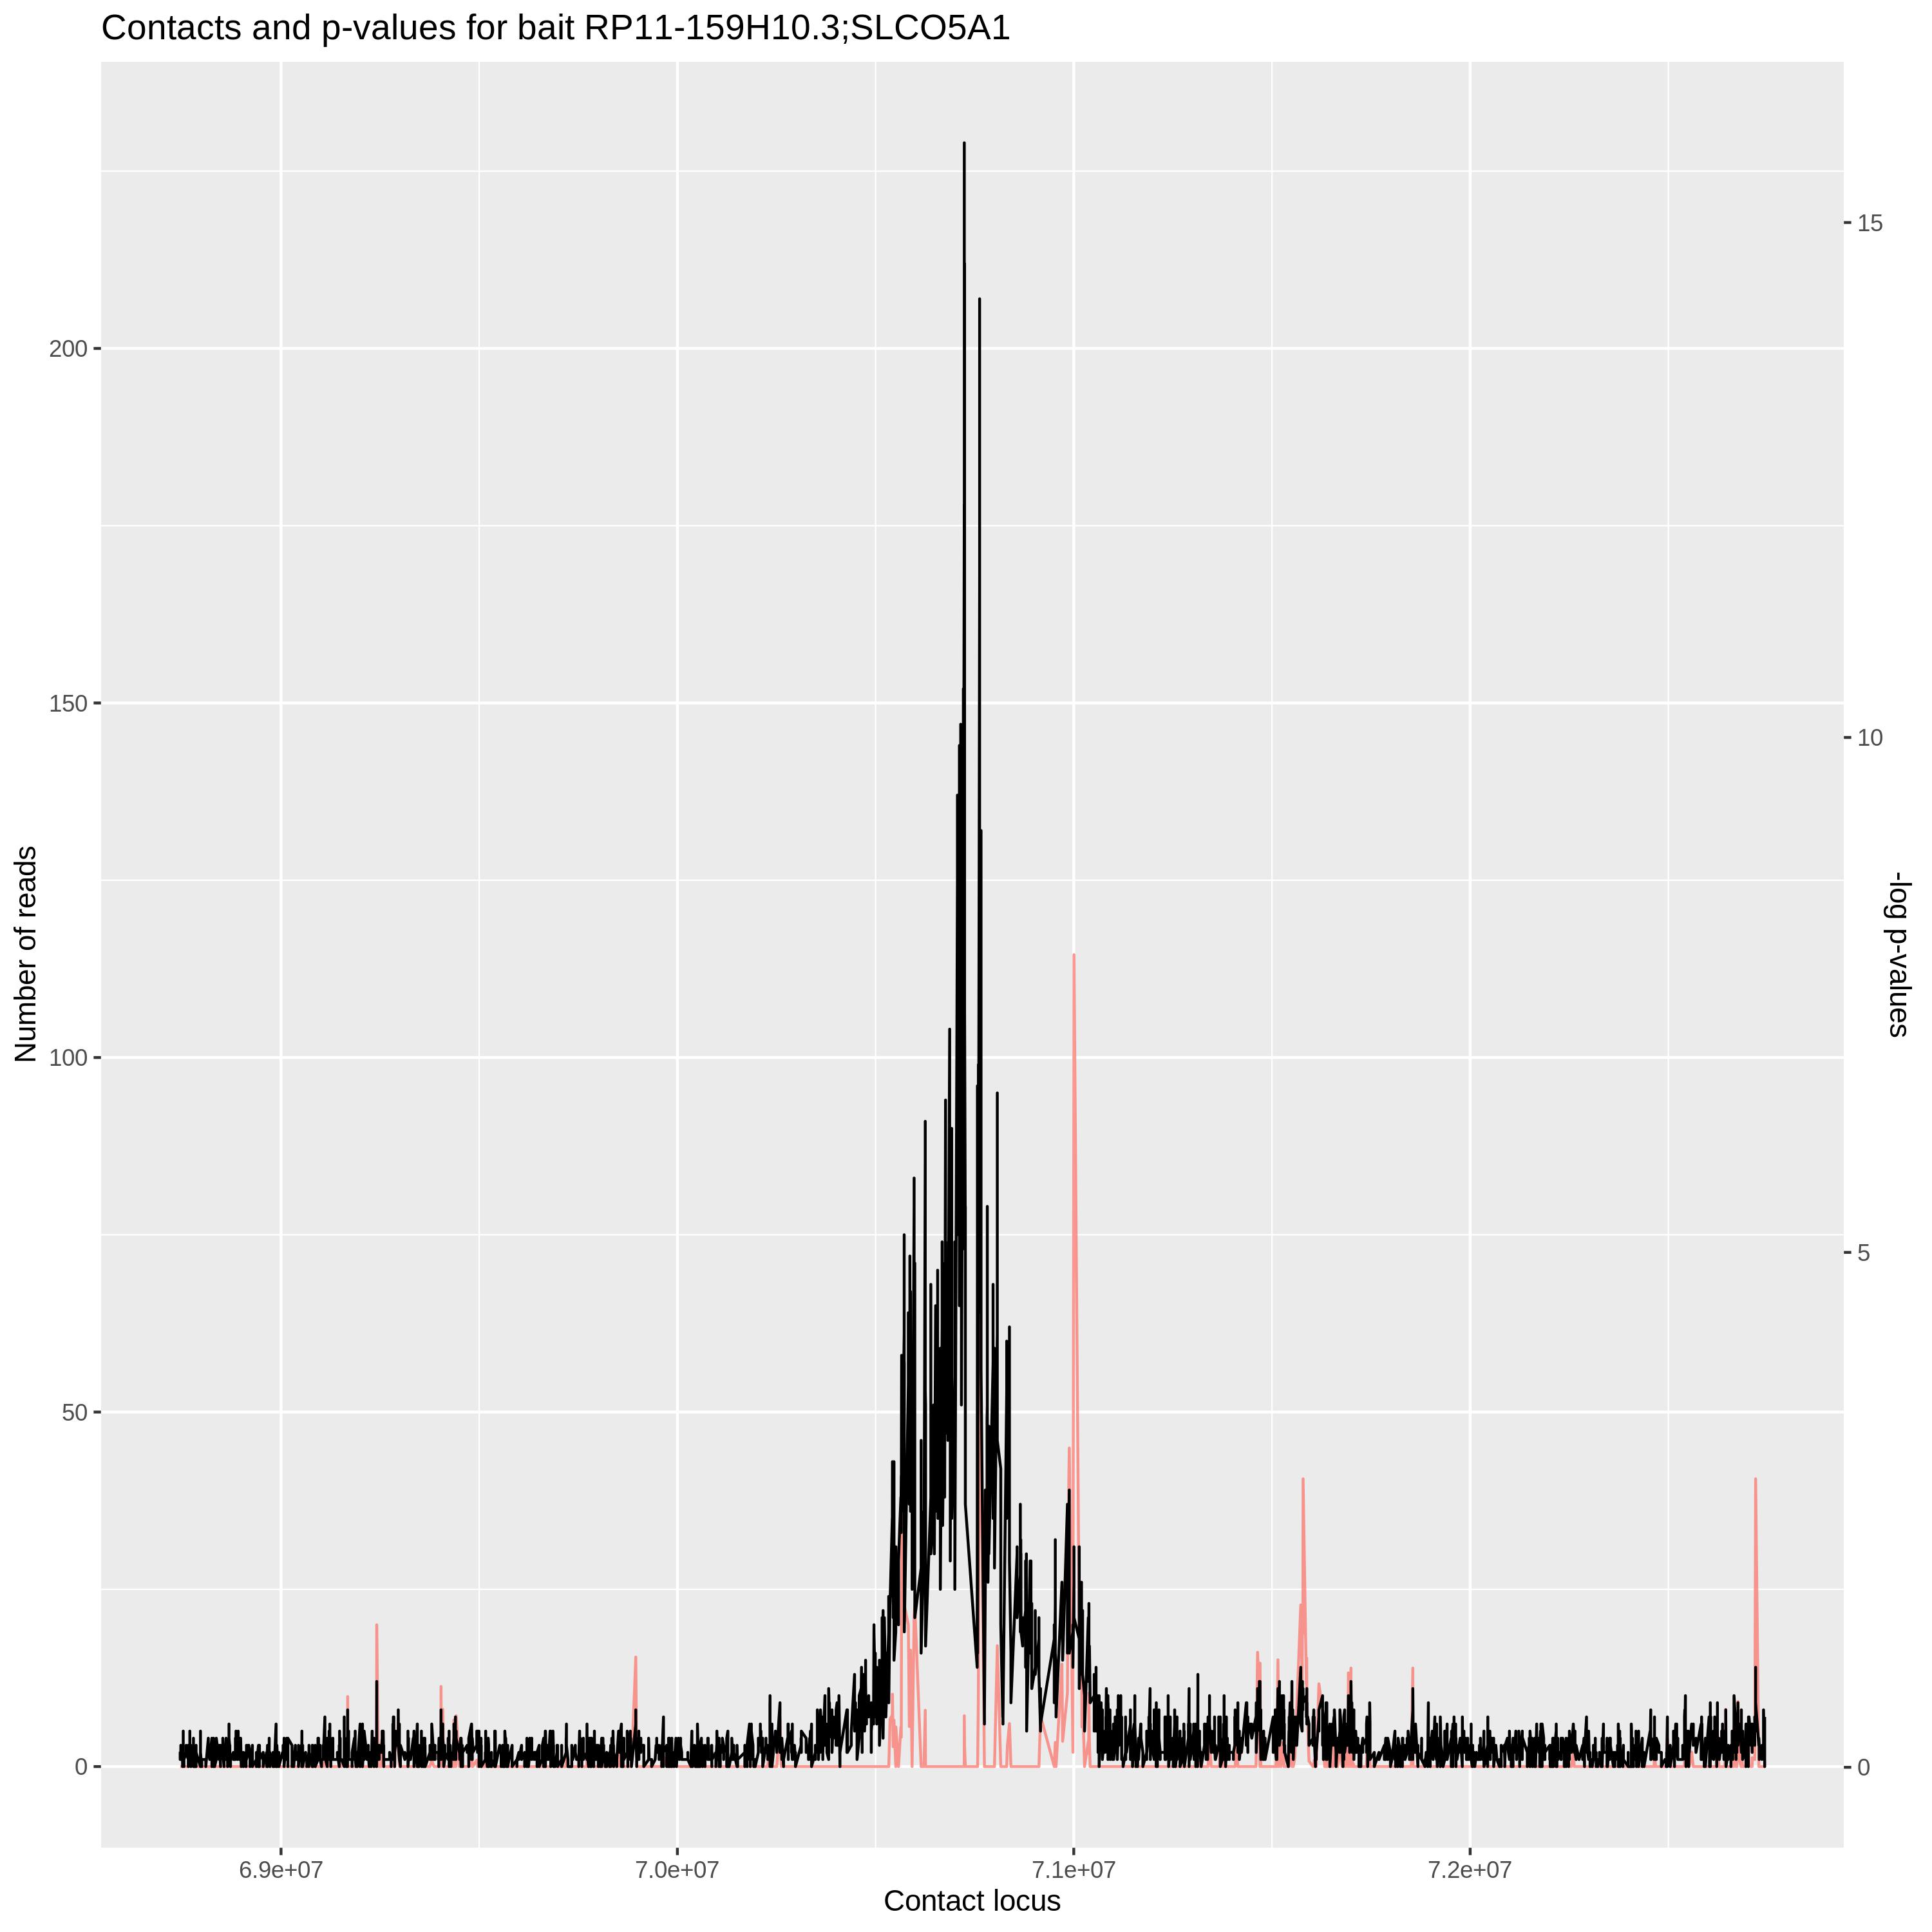 Contacts and p-values for bait RP11-159H10.3;SLCO5A1
200
150
100
50
0
Number of reads
15
10
5
0
-log p-values
6.9e+07 7.0e+07 7.1e+07 7.2e+07
Contact locus